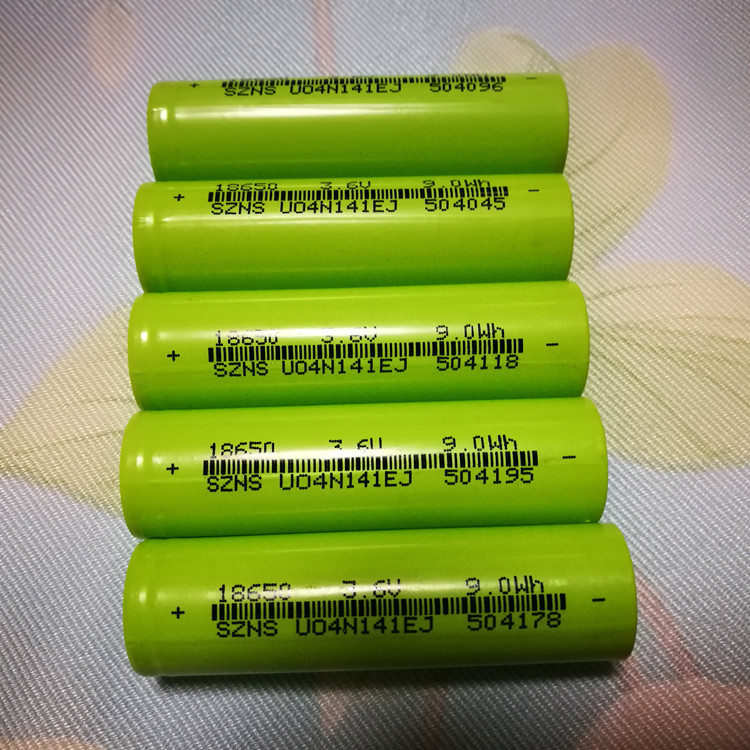 + -
SZNS U04N141EJ 504096
18650 3.6V 9.0Wh
+ -
SZNS U04N141EJ 504045
18650 3.6V 9.0Wh
+ -
SZNS U04N141EJ 504118
18650 3.6V 9.0Wh
+ -
SZNS U04N141EJ 504195
18650 3.6V 9.0Wh
+ -
SZNS U04N141EJ 504178